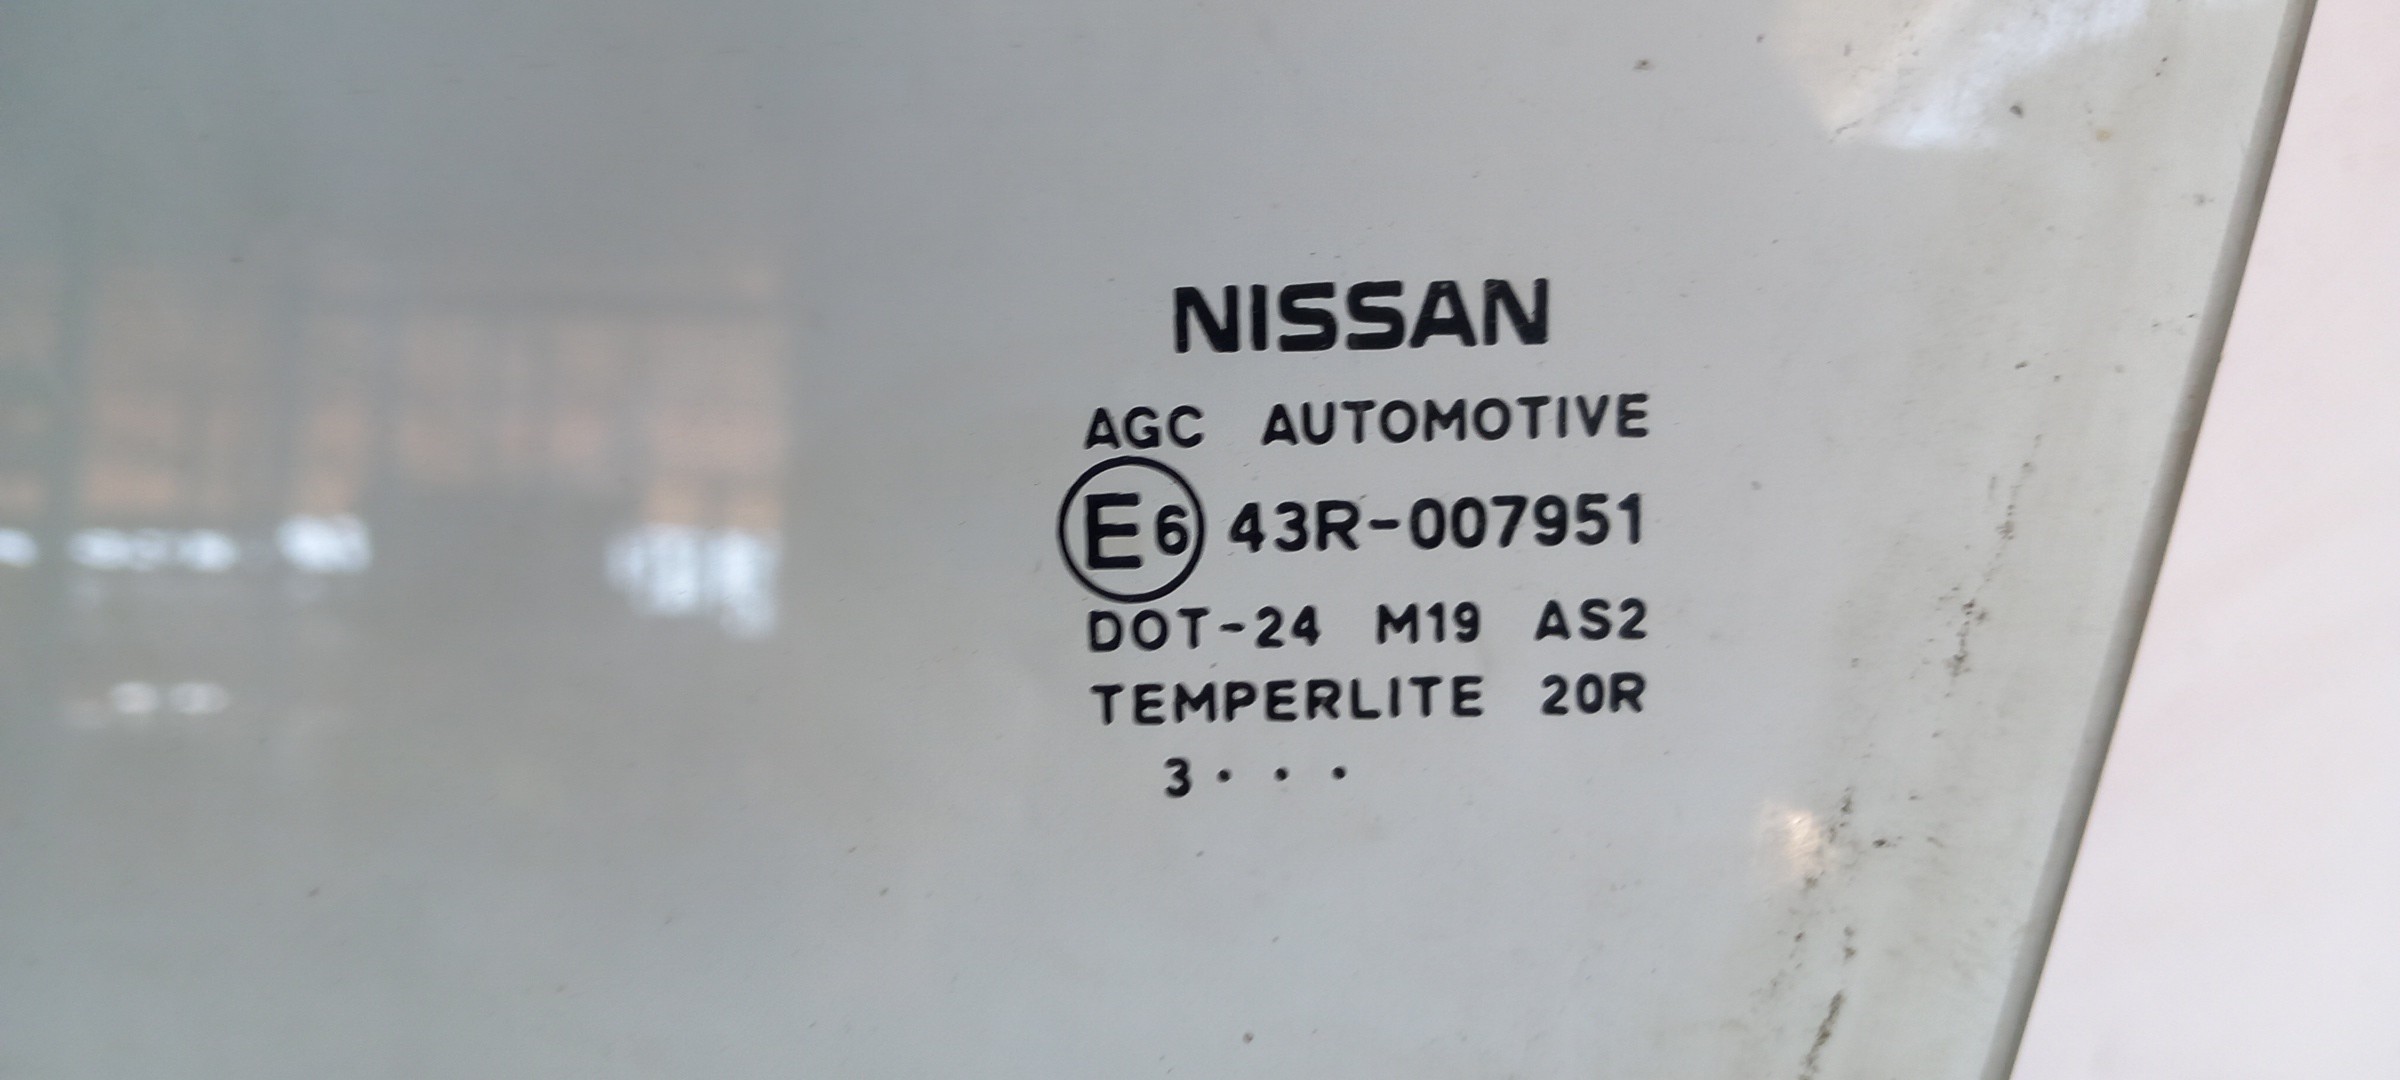 NISSAN
AGC AUTOMOTIVE
E6 43R-007951
DOT-24 M19 AS2
TEMPERLITE 20R
3 · · ·